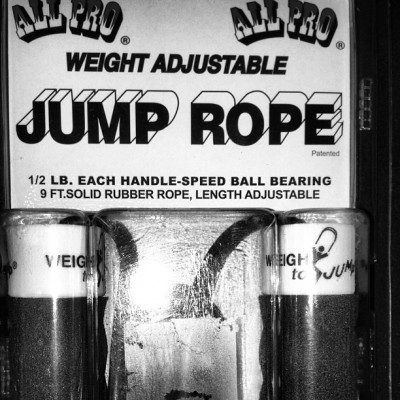 ALL PRO® ALL PRO®
WEIGHT ADJUSTABLE
JUMP ROPE
Patented
1/2 LB. EACH HANDLE-SPEED BALL BEARING
9 FT.SOLID RUBBER ROPE, LENGTH ADJUSTABLE
WEIGH WEIGH
to to JUMP